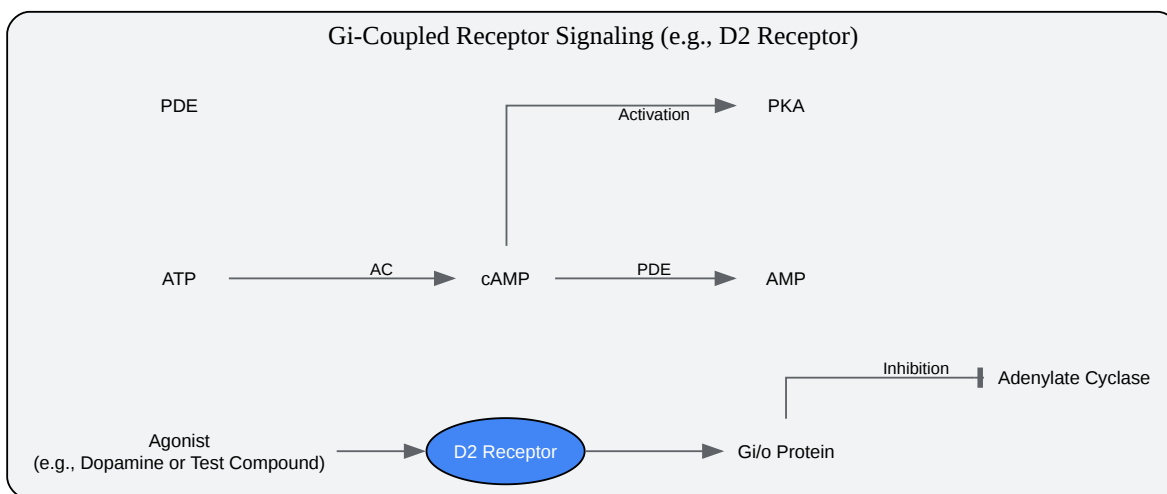 Gi-Coupled Receptor Signaling (e.g., D2 Receptor)
PDE
Activation
PKA
ATP
AC
cAMP
PDE
AMP
Inhibition
Adenylate Cyclase
Agonist
(e.g., Dopamine or Test Compound)
D2 Receptor
Gi/o Protein